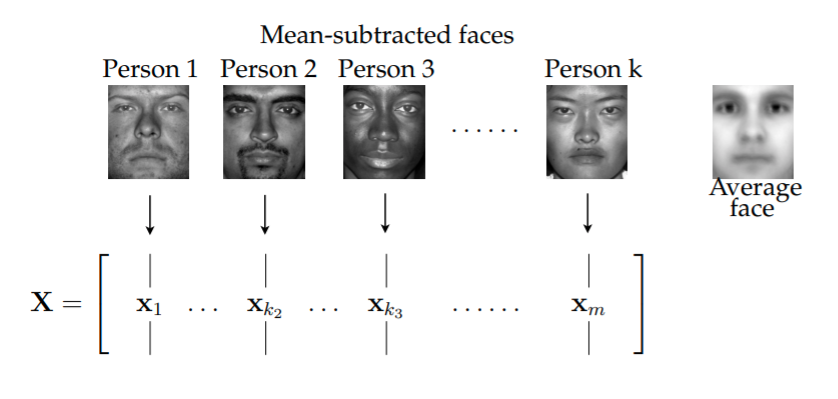 Mean-subtracted faces
Person 1 Person 2 Person 3 ...... Person k
Average
face
X = [ x₁ ... xₖ₂ ... xₖ₃ ...... xₘ ]